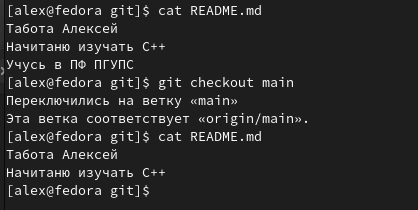 [alex@fedora git]$ cat README.md
Табота Алексей
Начитаню изучать С++
Учусь в ПФ ПГУПС
[alex@fedora git]$ git checkout main
Переключились на ветку «main»
Эта ветка соответствует «origin/main».
[alex@fedora git]$ cat README.md
Табота Алексей
Начитаню изучать С++
[alex@fedora git]$